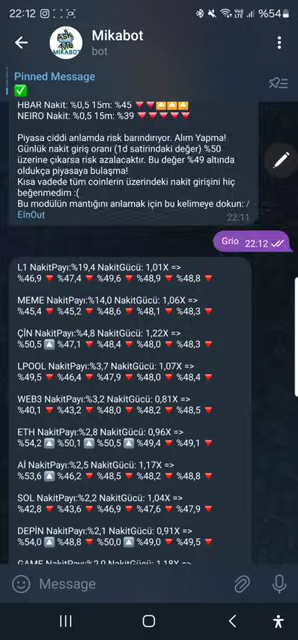 22:12
%54
Mikabot
bot
Pinned Message
✅
HBAR Nakit: %0,5 15m: %45 🔻🔻🔼🔼🔼
NEIRO Nakit: %0,5 15m: %39 🔻🔻🔻🔻🔻
Piyasa ciddi anlamda risk barındırıyor. Alım Yapma!
Günlük nakit giriş oranı (1d satirindaki değer) %50
üzerine çıkarsa risk azalacaktır. Bu değer %49 altında
oldukça piyasaya bulaşma!
Kısa vadede tüm coinlerin üzerindeki nakit girişini hiç
beğenmedim :(
Bu modülün mantığını anlamak için bu kelimeye dokun: /
EInOut
22:11
Grio 22:12
L1 NakitPayı:%19,4 NakitGücü: 1,01X =>
%46,9 🔻 %47,4 🔻 %49,6 🔻 %48,9 🔻 %48,8 🔻
MEME NakitPayı:%14,0 NakitGücü: 1,06X =>
%45,4 🔻 %45,2 🔻 %48,6 🔻 %48,1 🔻 %48,3 🔻
ÇİN NakitPayı:%4,8 NakitGücü: 1,22X =>
%50,5 🔼 %47,1 🔻 %48,4 🔻 %48,0 🔻 %48,3 🔻
LPOOL NakitPayı:%3,7 NakitGücü: 1,07X =>
%49,5 🔻 %46,4 🔻 %47,9 🔻 %48,0 🔻 %48,4 🔻
WEB3 NakitPayı:%3,2 NakitGücü: 0,81X =>
%40,1 🔻 %43,2 🔻 %48,0 🔻 %48,2 🔻 %48,5 🔻
ETH NakitPayı:%2,8 NakitGücü: 0,96X =>
%54,2 🔼 %50,1 🔼 %50,5 🔼 %49,4 🔻 %49,1 🔻
Aİ NakitPayı:%2,5 NakitGücü: 1,17X =>
%53,6 🔼 %46,2 🔻 %48,5 🔻 %48,2 🔻 %48,8 🔻
SOL NakitPayı:%2,2 NakitGücü: 1,04X =>
%42,8 🔻 %43,6 🔻 %46,9 🔻 %47,6 🔻 %47,9 🔻
DEPİN NakitPayı:%2,1 NakitGücü: 0,91X =>
%54,0 🔼 %48,8 🔻 %50,0 🔼 %49,0 🔻 %49,5 🔻
GAME NakitPayı:%2,0 NakitGücü: 1,18X =>
Message